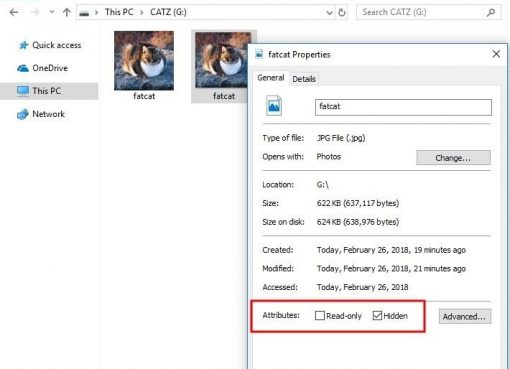 This PC
CATZ (G:)
Search CATZ (G:)
Quick access
OneDrive
This PC
Network
fatcat
fatcat
fatcat Properties
General Details
fatcat
Type of file: JPG File (.jpg)
Opens with: Photos Change...
Location: G:\
Size: 622 KB (637,117 bytes)
Size on disk: 624 KB (638,976 bytes)
Created: Today, February 26, 2018, 19 minutes ago
Modified: Today, February 26, 2018, 21 minutes ago
Accessed: Today, February 26, 2018
Attributes: Read-only Hidden Advanced...